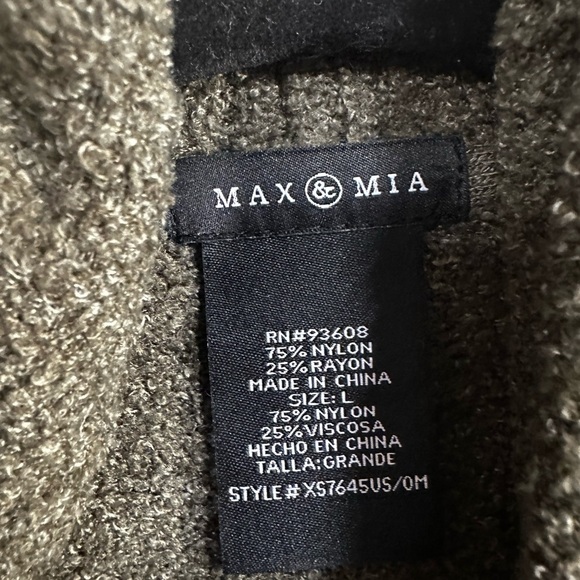 MAX & MIA
RN#93608
75% NYLON
25% RAYON
MADE IN CHINA
SIZE: L
75% NYLON
25% VISCOSA
HECHO EN CHINA
TALLA: GRANDE
STYLE # XS7645US/OM